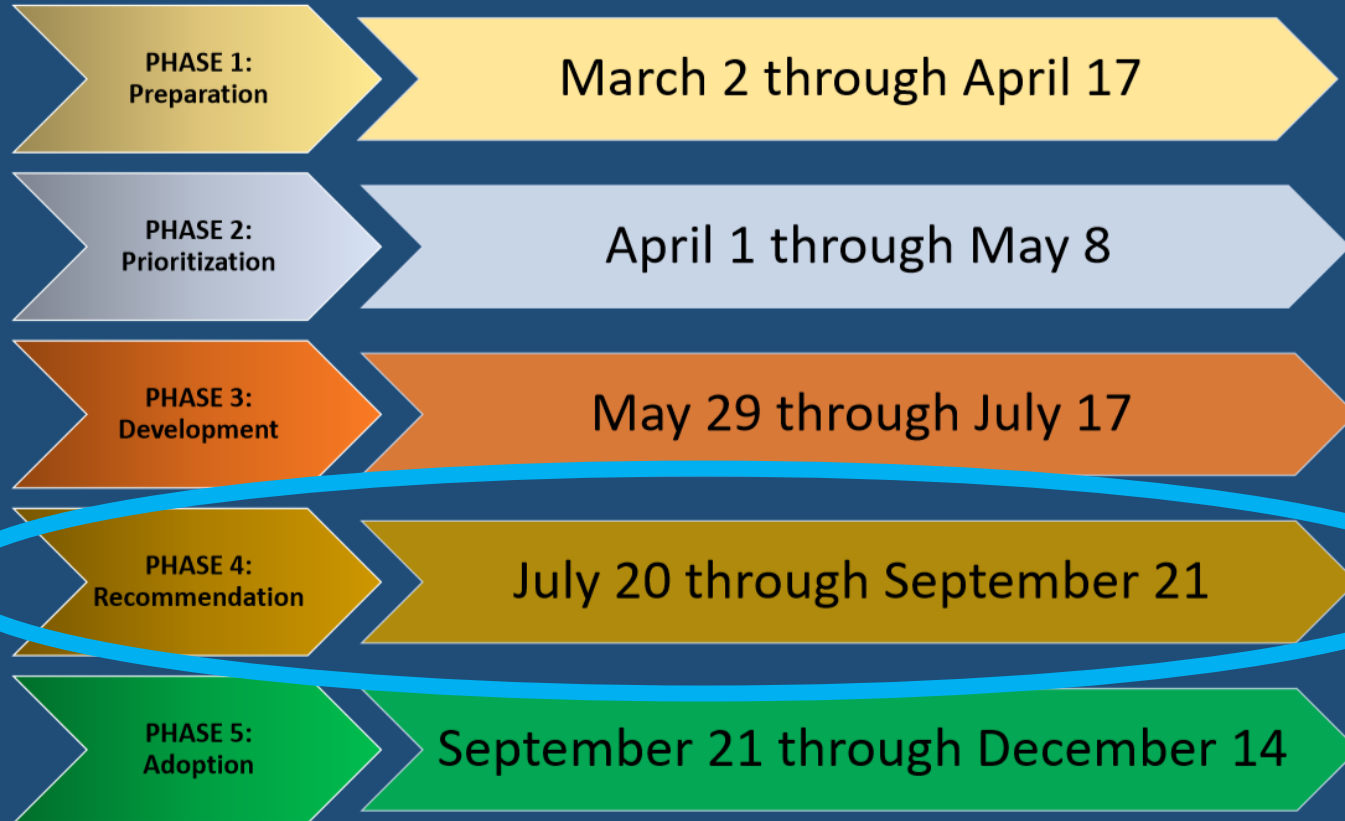 PHASE 1:
Preparation
March 2 through April 17
PHASE 2:
Prioritization
April 1 through May 8
PHASE 3:
Development
May 29 through July 17
PHASE 4:
Recommendation
July 20 through September 21
PHASE 5:
Adoption
September 21 through December 14